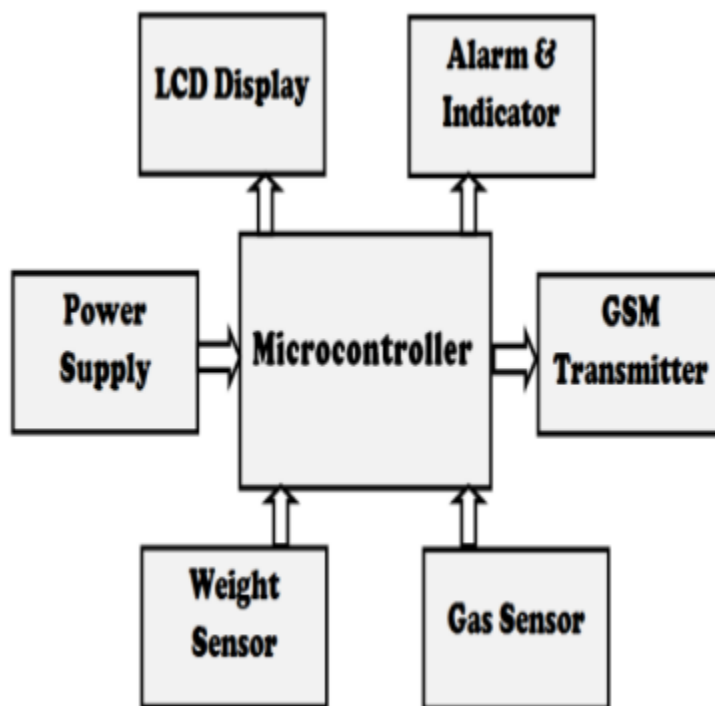 LCD Display
Alarm &
Indicator
Power
Supply
Microcontroller
GSM
Transmitter
Weight
Sensor
Gas Sensor